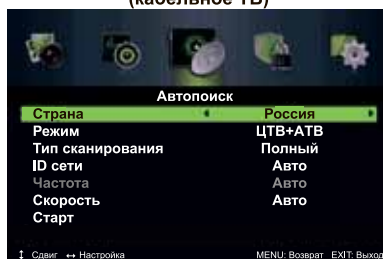 (кабельное ТВ)
Автопоиск
Страна Россия
Режим ЦТВ+АТВ
Тип сканирования Полный
ID сети Авто
Частота Авто
Скорость Авто
Старт
↕ Сдвиг ↔ Настройка MENU: Возврат EXIT: Выход